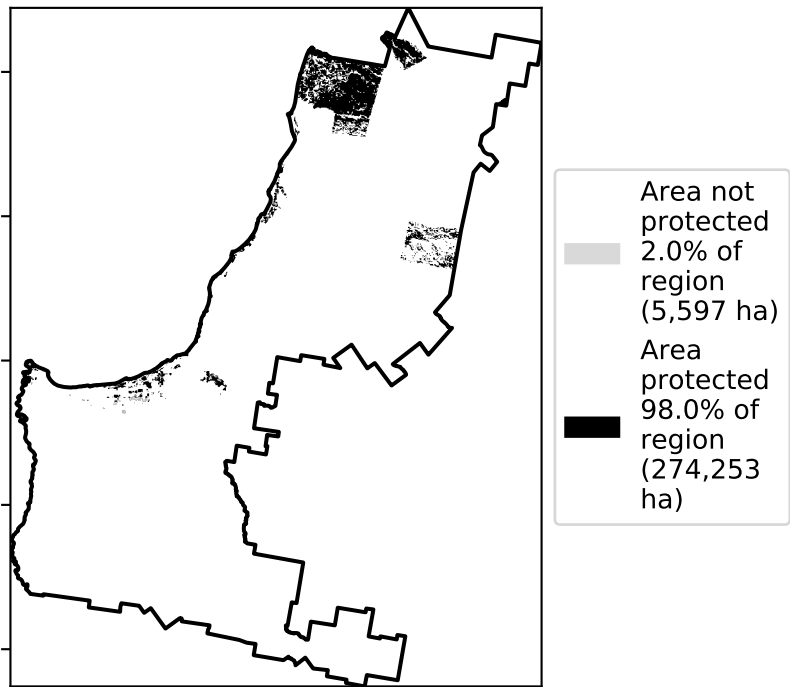 Area not
protected
2.0% of
region
(5,597 ha)
Area
protected
98.0% of
region
(274,253
ha)